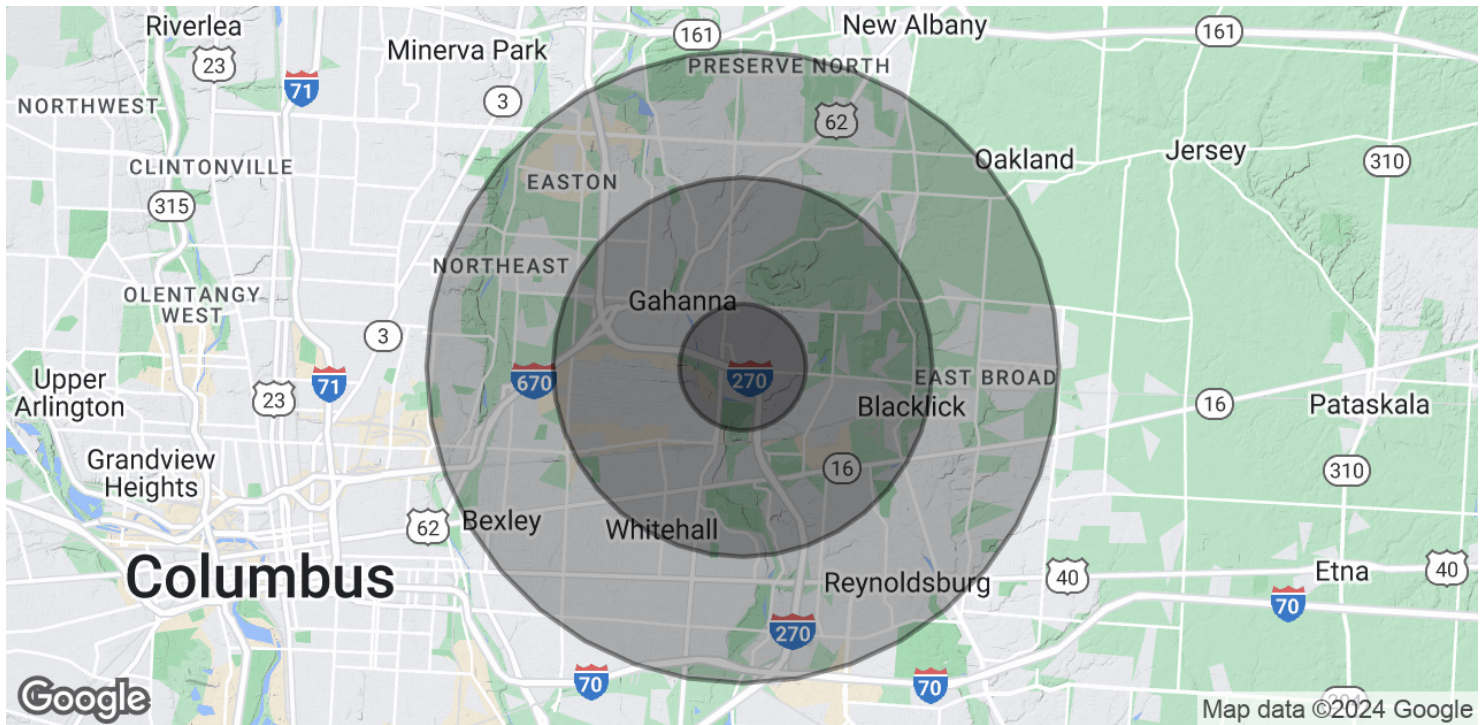 Riverlea
23
Minerva Park
161
New Albany
161
PRESERVE NORTH
71
3
NORTHWEST
62
CLINTONVILLE
EASTON
Oakland
Jersey
310
315
NORTHEAST
OLENTANGY
WEST
Gahanna
3
Upper
Arlington
23
71
670
270
EAST BROAD
Blacklick
16
Pataskala
Grandview
Heights
16
310
62
Bexley
Whitehall
Columbus
Reynoldsburg
40
Etna
40
70
270
70
70
Google
Map data ©2024 Google